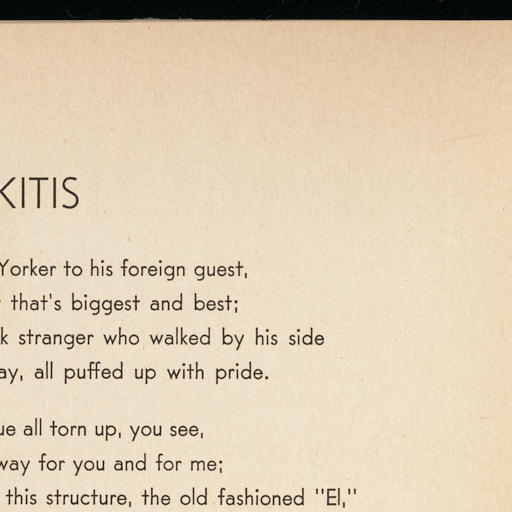 KITIS
Yorker to his foreign guest,
that's biggest and best;
k stranger who walked by his side
ay, all puffed up with pride.
ue all torn up, you see,
way for you and for me;
this structure, the old fashioned "El,"